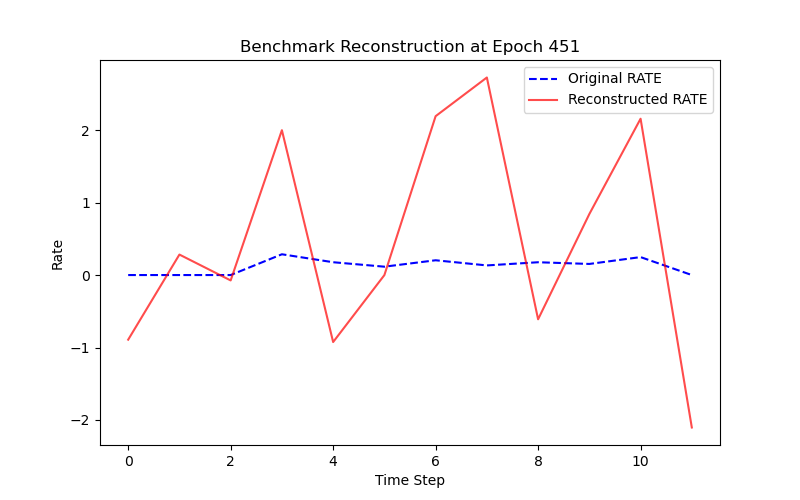 Benchmark Reconstruction at Epoch 451
Original RATE
Reconstructed RATE
Rate
2
1
0
−1
−2
0 2 4 6 8 10
Time Step